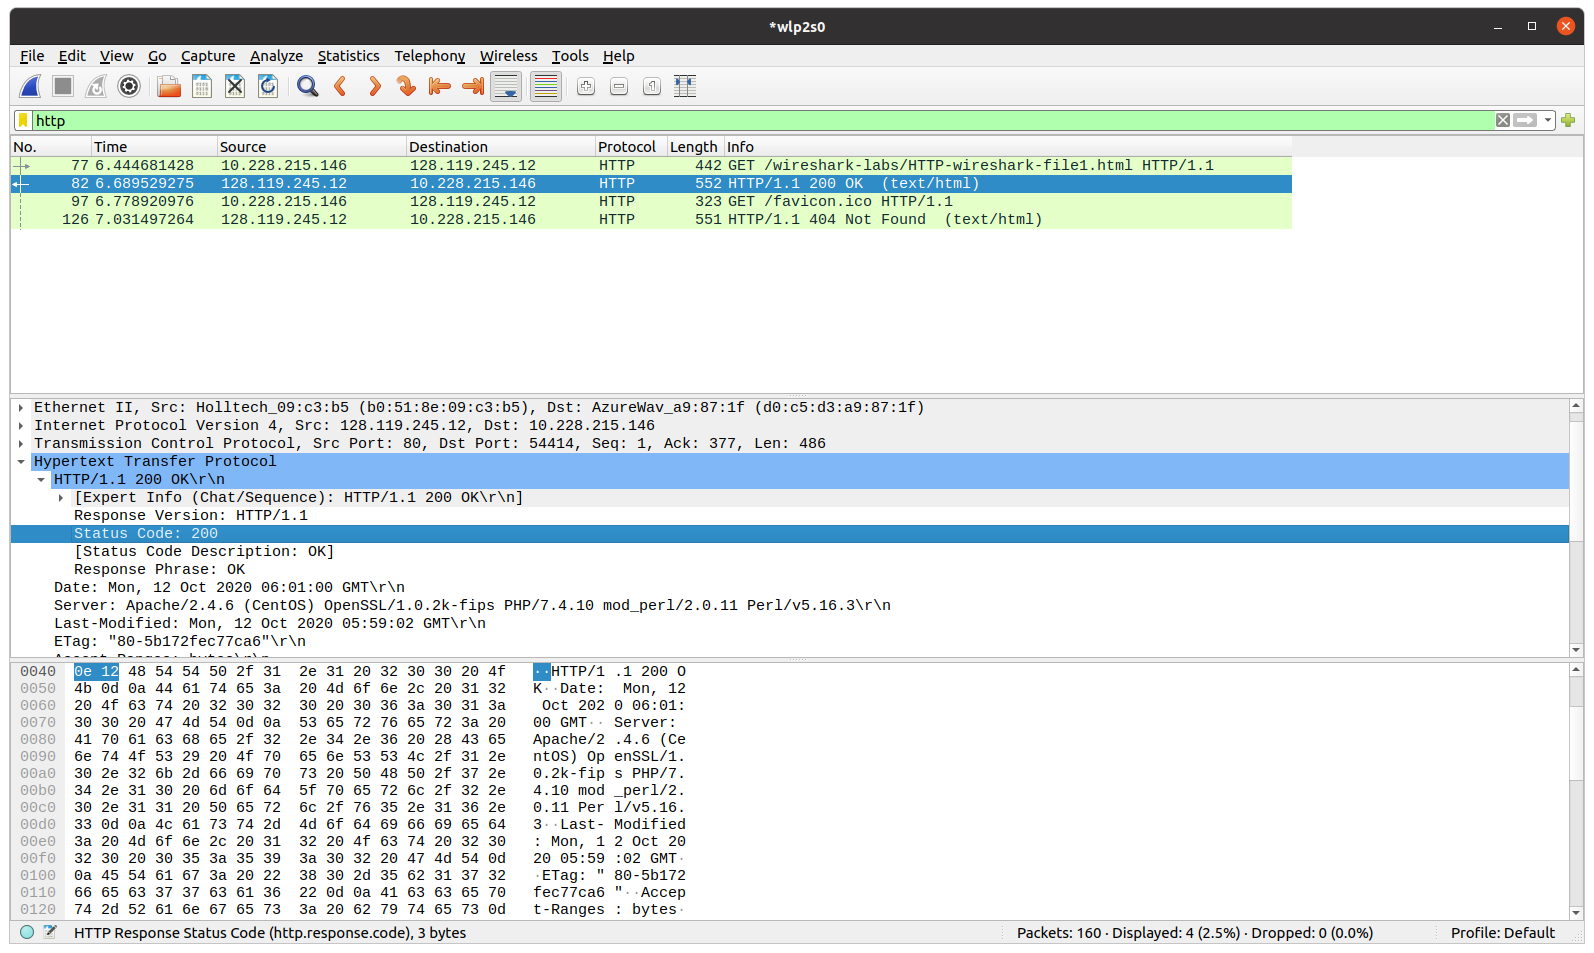 *wlp2s0
File Edit View Go Capture Analyze Statistics Telephony Wireless Tools Help
http
No. Time Source Destination Protocol Length Info
77 6.444681428 10.228.215.146 128.119.245.12 HTTP 442 GET /wireshark-labs/HTTP-wireshark-file1.html HTTP/1.1
82 6.689529275 128.119.245.12 10.228.215.146 HTTP 552 HTTP/1.1 200 OK  (text/html)
97 6.778920976 10.228.215.146 128.119.245.12 HTTP 323 GET /favicon.ico HTTP/1.1
126 7.031497264 128.119.245.12 10.228.215.146 HTTP 551 HTTP/1.1 404 Not Found  (text/html)
Ethernet II, Src: Holltech_09:c3:b5 (b0:51:8e:09:c3:b5), Dst: AzureWav_a9:87:1f (d0:c5:d3:a9:87:1f)
Internet Protocol Version 4, Src: 128.119.245.12, Dst: 10.228.215.146
Transmission Control Protocol, Src Port: 80, Dst Port: 54414, Seq: 1, Ack: 377, Len: 486
Hypertext Transfer Protocol
HTTP/1.1 200 OK\r\n
[Expert Info (Chat/Sequence): HTTP/1.1 200 OK\r\n]
Response Version: HTTP/1.1
Status Code: 200
[Status Code Description: OK]
Response Phrase: OK
Date: Mon, 12 Oct 2020 06:01:00 GMT\r\n
Server: Apache/2.4.6 (CentOS) OpenSSL/1.0.2k-fips PHP/7.4.10 mod_perl/2.0.11 Perl/v5.16.3\r\n
Last-Modified: Mon, 12 Oct 2020 05:59:02 GMT\r\n
ETag: "80-5b172fec77ca6"\r\n
Accept-Ranges: bytes\r\n
0040 0e 12 48 54 54 50 2f 31 2e 31 20 32 30 30 20 4f ··HTTP/1 .1 200 O
0050 4b 0d 0a 44 61 74 65 3a 20 4d 6f 6e 2c 20 31 32 K··Date:  Mon, 12
0060 20 4f 63 74 20 32 30 32 30 20 30 36 3a 30 31 3a  Oct 202 0 06:01:
0070 30 30 20 47 4d 54 0d 0a 53 65 72 76 65 72 3a 20 00 GMT·· Server:
0080 41 70 61 63 68 65 2f 32 2e 34 2e 36 20 28 43 65 Apache/2 .4.6 (Ce
0090 6e 74 4f 53 29 20 4f 70 65 6e 53 53 4c 2f 31 2e ntOS) Op enSSL/1.
00a0 30 2e 32 6b 2d 66 69 70 73 20 50 48 50 2f 37 2e 0.2k-fip s PHP/7.
00b0 34 2e 31 30 20 6d 6f 64 5f 70 65 72 6c 2f 32 2e 4.10 mod _perl/2.
00c0 30 2e 31 31 20 50 65 72 6c 2f 76 35 2e 31 36 2e 0.11 Per l/v5.16.
00d0 33 0d 0a 4c 61 73 74 2d 4d 6f 64 69 66 69 65 64 3··Last- Modified
00e0 3a 20 4d 6f 6e 2c 20 31 32 20 4f 63 74 20 32 30 : Mon, 1 2 Oct 20
00f0 32 30 20 30 35 3a 35 39 3a 30 32 20 47 4d 54 0d 20 05:59 :02 GMT·
0100 0a 45 54 61 67 3a 20 22 38 30 2d 35 62 31 37 32 ·ETag: " 80-5b172
0110 66 65 63 37 37 63 61 36 22 0d 0a 41 63 63 65 70 fec77ca6 "··Accep
0120 74 2d 52 61 6e 67 65 73 3a 20 62 79 74 65 73 0d t-Ranges : bytes·
HTTP Response Status Code (http.response.code), 3 bytes Packets: 160 · Displayed: 4 (2.5%) · Dropped: 0 (0.0%) Profile: Default